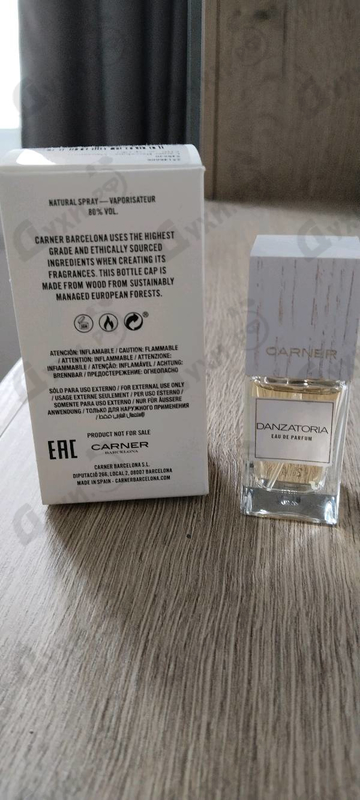 NATURAL SPRAY — VAPORISATEUR
80% VOL.
CARNER BARCELONA USES THE HIGHEST
GRADE AND ETHICALLY SOURCED
INGREDIENTS WHEN CREATING ITS
FRAGRANCES. THIS BOTTLE CAP IS
MADE FROM WOOD FROM SUSTAINABLY
MANAGED EUROPEAN FORESTS.
ATENCIÓN: INFLAMABLE / CAUTION: FLAMMABLE
/ ATTENTION: INFLAMMABLE / ATTENZIONE:
INFIAMMABILE / ATENÇÃO: INFLAMÁVEL / ACHTUNG:
BRENNBAR / ПРЕДОСТЕРЕЖЕНИЕ: ОГНЕОПАСНО
SÓLO PARA USO EXTERNO / FOR EXTERNAL USE ONLY
/ USAGE EXTERNE SEULEMENT / PER USO ESTERNO
/ PARA USO EXTERNO / NUR FÜR ÄUSSERE
ANWENDUNG / ТОЛЬКО ДЛЯ НАРУЖНОГО ПРИМЕНЕНИЯ
PRODUCT NOT FOR SALE
EAC
CARNER
BARCELONA
CARNER BARCELONA S.L.
DIPUTACIÓ 268, LOCAL 2, 08007 BARCELONA
MADE IN SPAIN - CARNERBARCELONA.COM
CARNER
DANZATORIA
EAU DE PARFUM